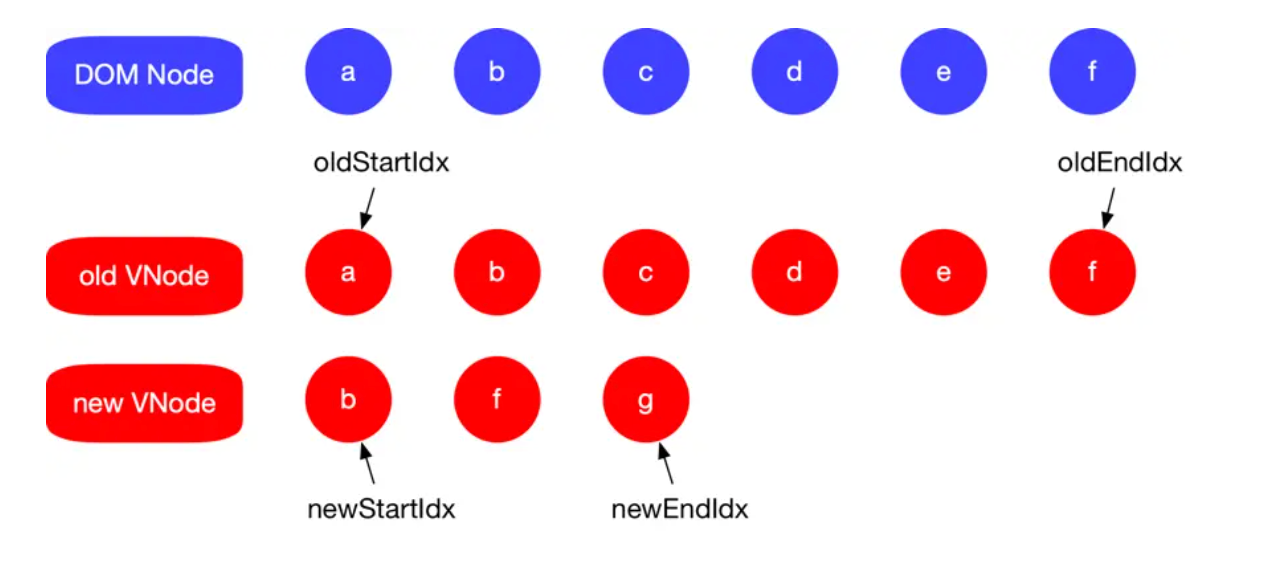 DOM Node a b c d e f
oldStartIdx oldEndIdx
old VNode a b c d e f
new VNode b f g
newStartIdx newEndIdx